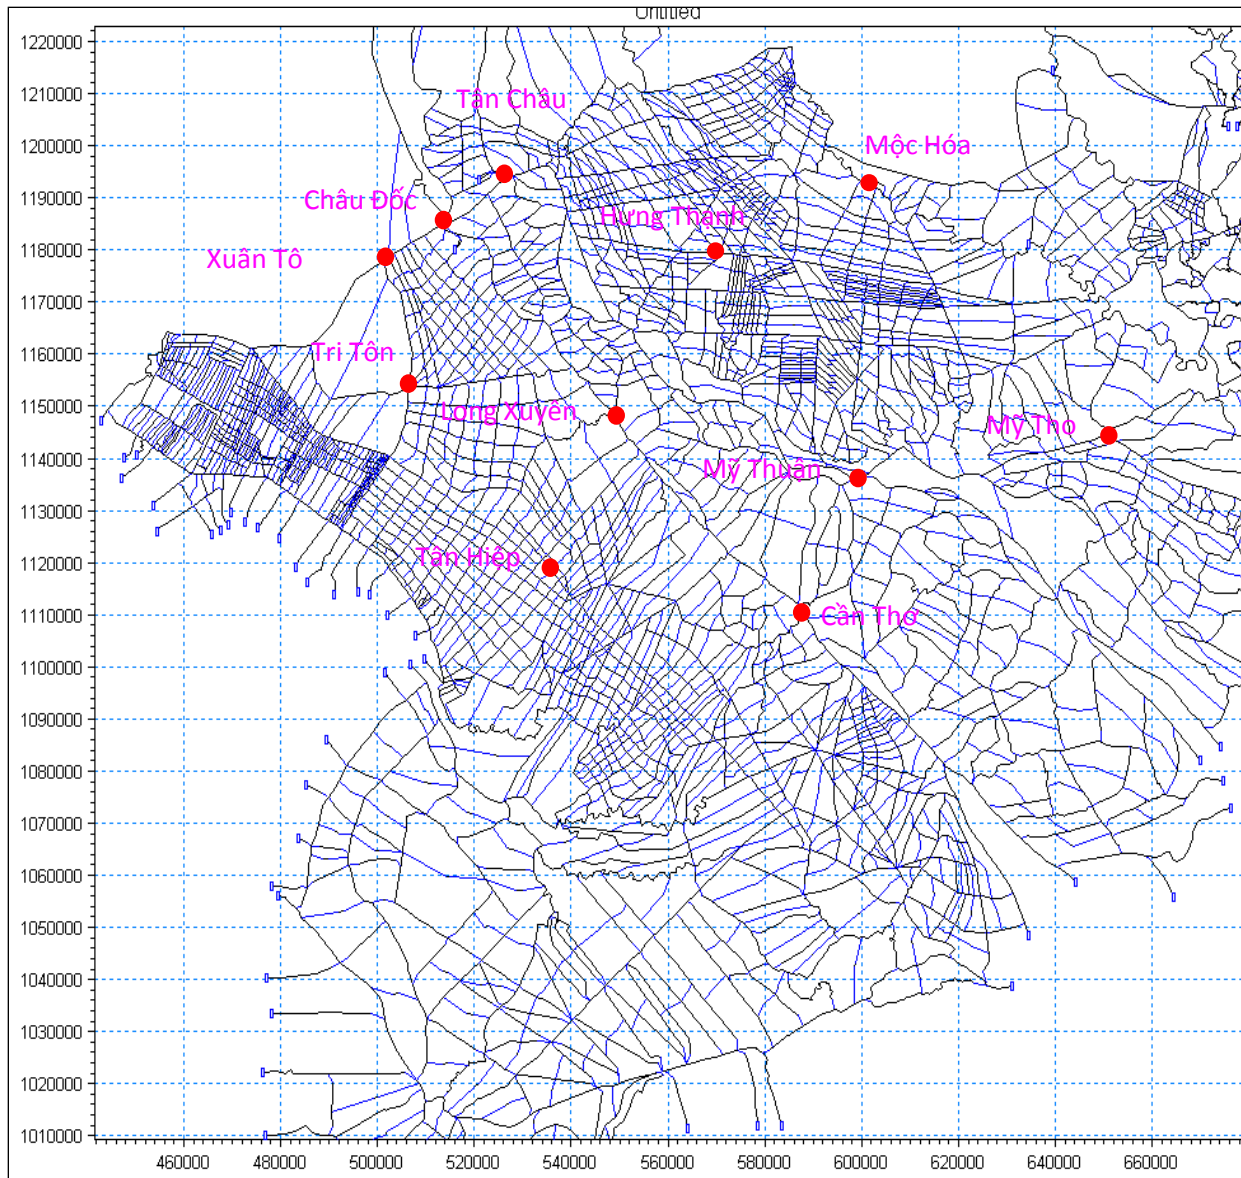 Untitled
1220000
1210000
Tân Châu
1200000
Mộc Hóa
1190000
Châu Đốc
Hưng Thạnh
1180000
Xuân Tô
1170000
1160000
Tri Tôn
1150000
Long Xuyên
Mỹ Tho
1140000
Mỹ Thuận
1130000
1120000
Tân Hiệp
1110000
Cần Thơ
1100000
1090000
1080000
1070000
1060000
1050000
1040000
1030000
1020000
1010000
460000 480000 500000 520000 540000 560000 580000 600000 620000 640000 660000